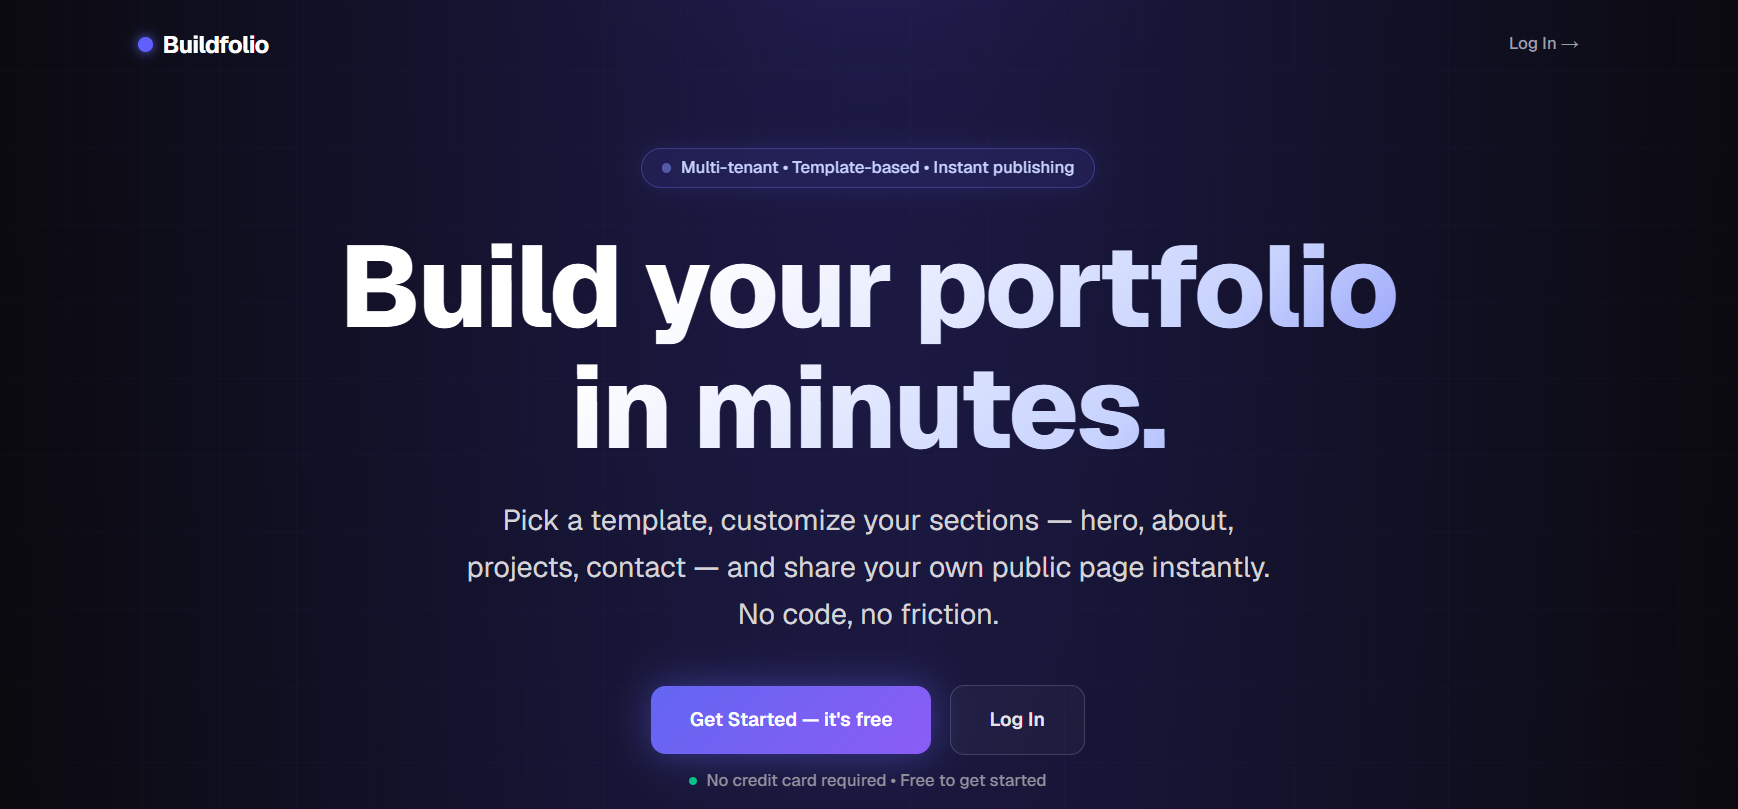 Buildfolio
Log In →
Multi-tenant • Template-based • Instant publishing
Build your portfolio
in minutes.
Pick a template, customize your sections — hero, about,
projects, contact — and share your own public page instantly.
No code, no friction.
Get Started — it's free
Log In
No credit card required • Free to get started